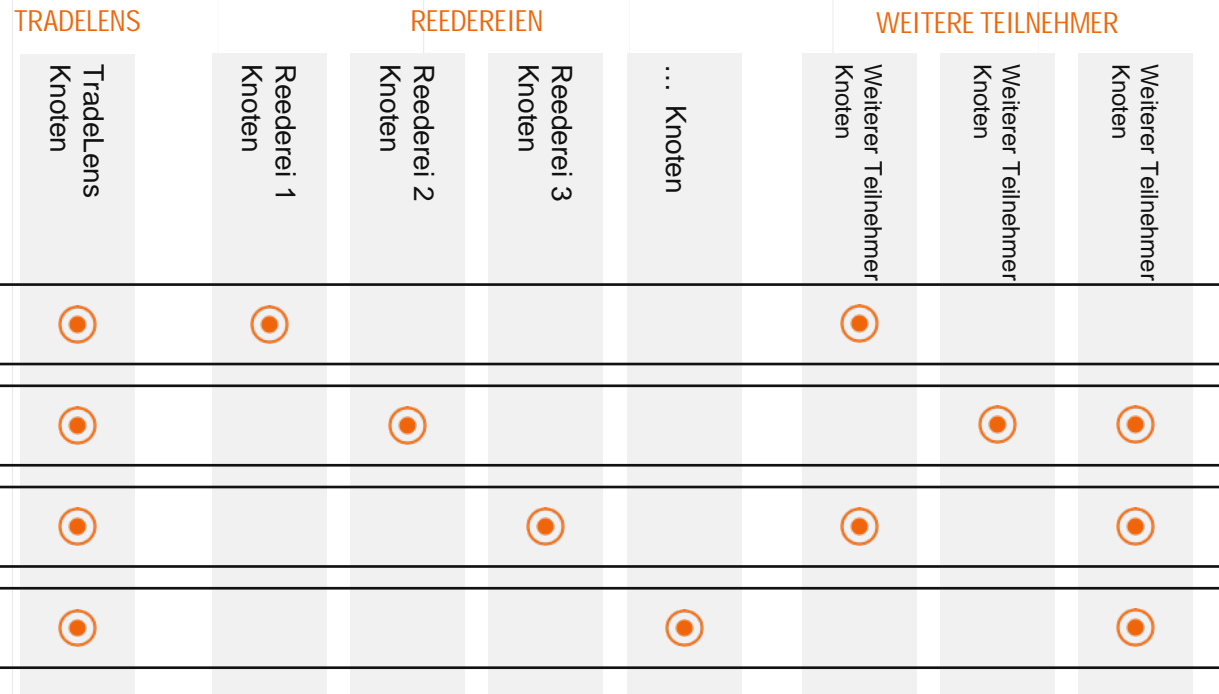 TRADELENS
REEDEREIEN
WEITERE TEILNEHMER
TradeLens
Knoten
Reederei 1
Knoten
Reederei 2
Knoten
Reederei 3
Knoten
... Knoten
Weiterer Teilnehmer
Knoten
Weiterer Teilnehmer
Knoten
Weiterer Teilnehmer
Knoten